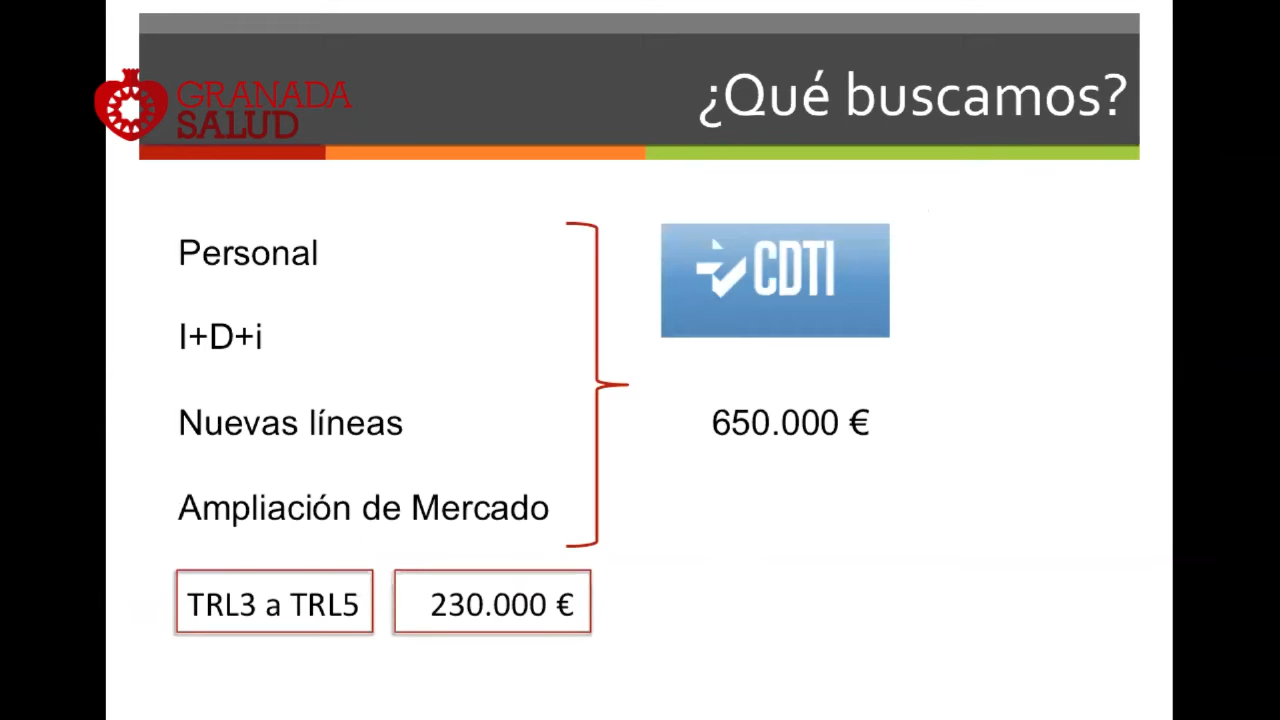 GRANADA
SALUD
¿Qué buscamos?
Personal
I+D+i
Nuevas líneas
Ampliación de Mercado
CDTI
650.000 €
TRL3 a TRL5
230.000 €